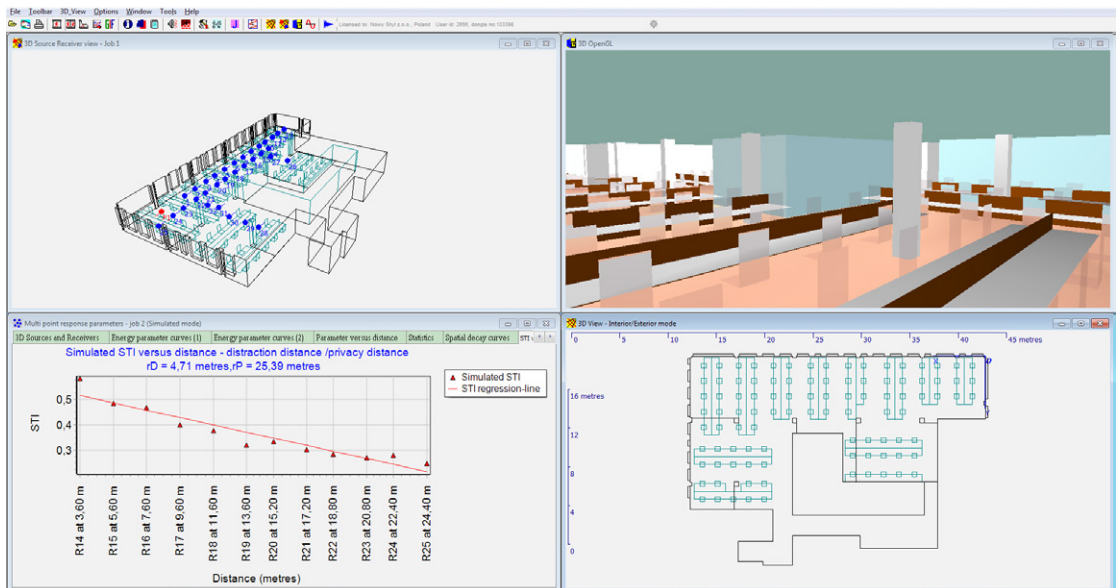 File Toolbar 3D_View Options Window Tools Help
Licensed to: Nowy Styl z.o.o., Poland
3D Source Receiver view - Job 1
3D OpenGL
Multi point response parameters - job 2 (Simulated mode)
3D Sources and Receivers Energy parameter curves (1) Energy parameter curves (2) Parameter versus distance Statistics Spatial decay curves
Simulated STI versus distance - distraction distance /privacy distance
rD = 4,71 metres,rP = 25,39 metres
Simulated STI
STI regression-line
STI
0,5
0,4
0,3
R14 at 3,60 m
R15 at 5,60 m
R16 at 7,60 m
R17 at 9,60 m
R18 at 11,60 m
R19 at 13,60 m
R20 at 15,20 m
R21 at 17,20 m
R22 at 18,80 m
R23 at 20,80 m
R24 at 22,40 m
R25 at 24,40 m
Distance (metres)
3D View - Interior/Exterior mode
0 5 10 15 20 25 30 35 40 45 metres
16 metres
12
8
4
0